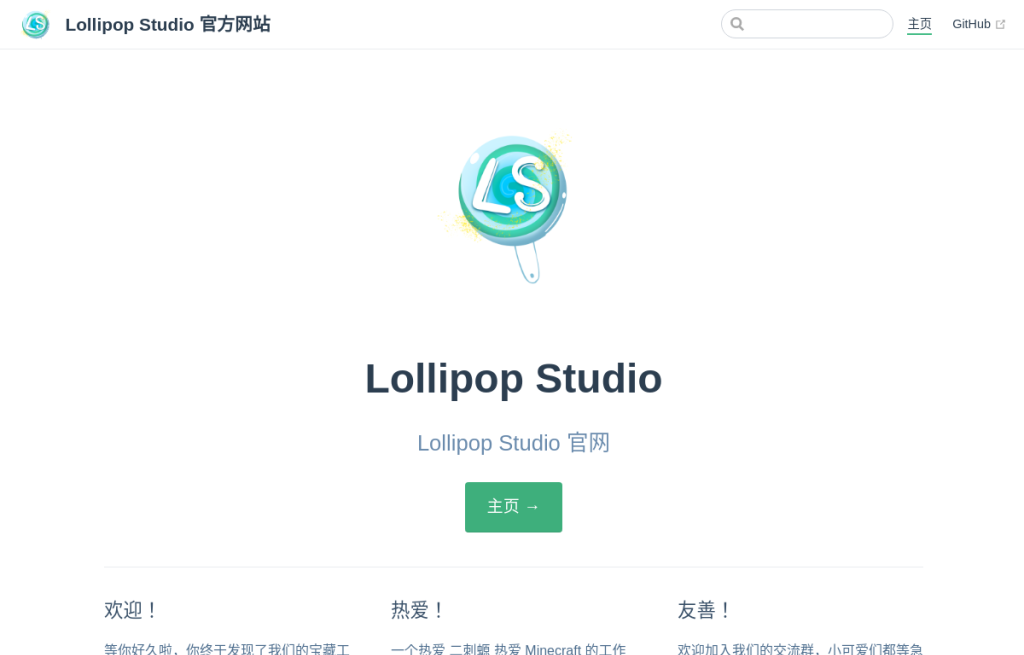 LS
Lollipop Studio 官方网站
主页
GitHub
LS
Lollipop Studio
Lollipop Studio 官网
主页 →
欢迎！
热爱！
友善！
等你好久啦，你终于发现了我们的宝藏工
一个热爱 二刺螈 热爱 Minecraft 的工作
欢迎加入我们的交流群，小可爱们都等急